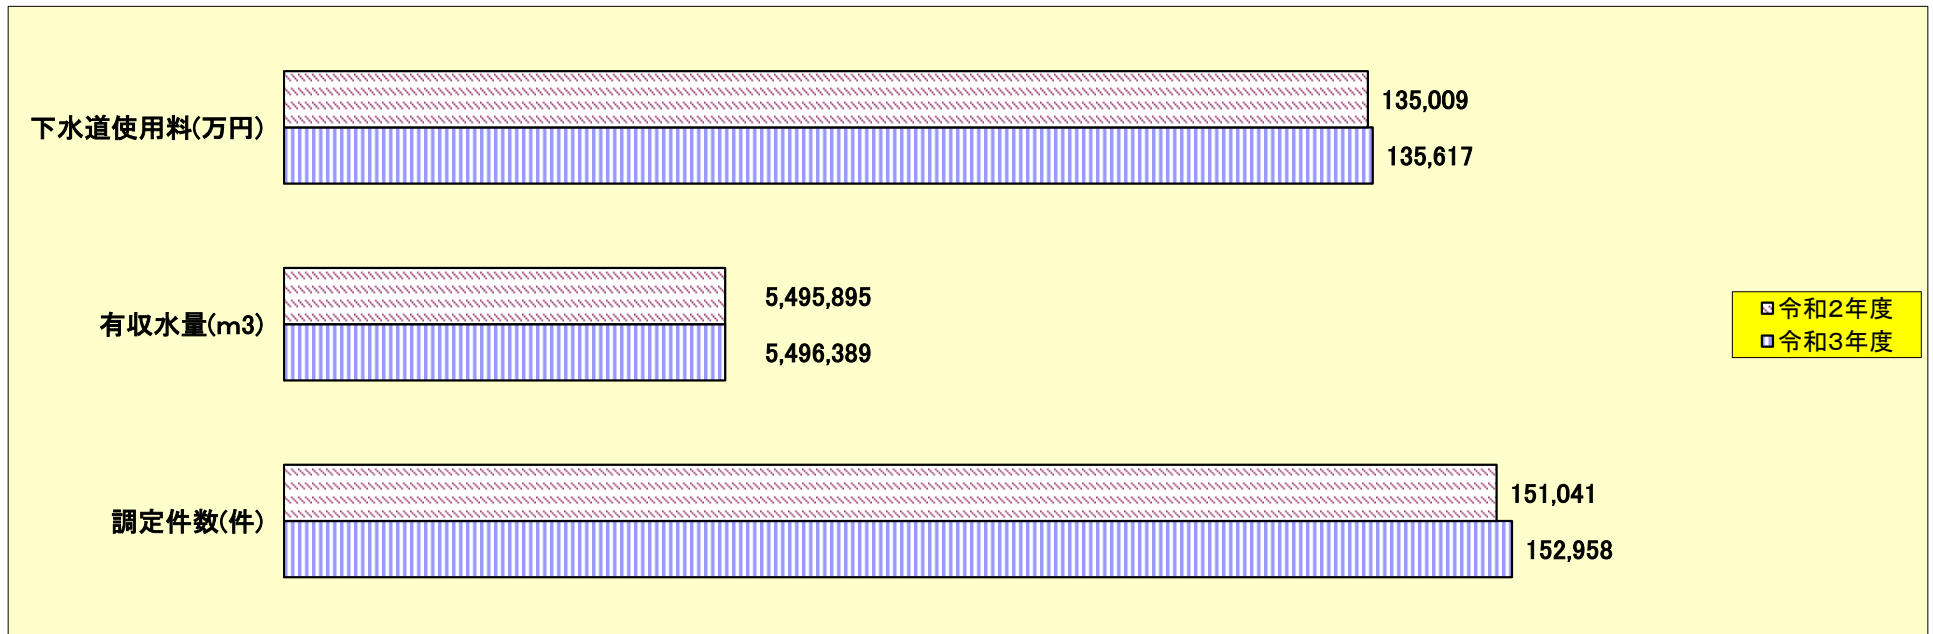 下水道使用料(万円)
135,009
135,617
有収水量(m3)
5,495,895
5,496,389
調定件数(件)
151,041
152,958
令和2年度
令和3年度